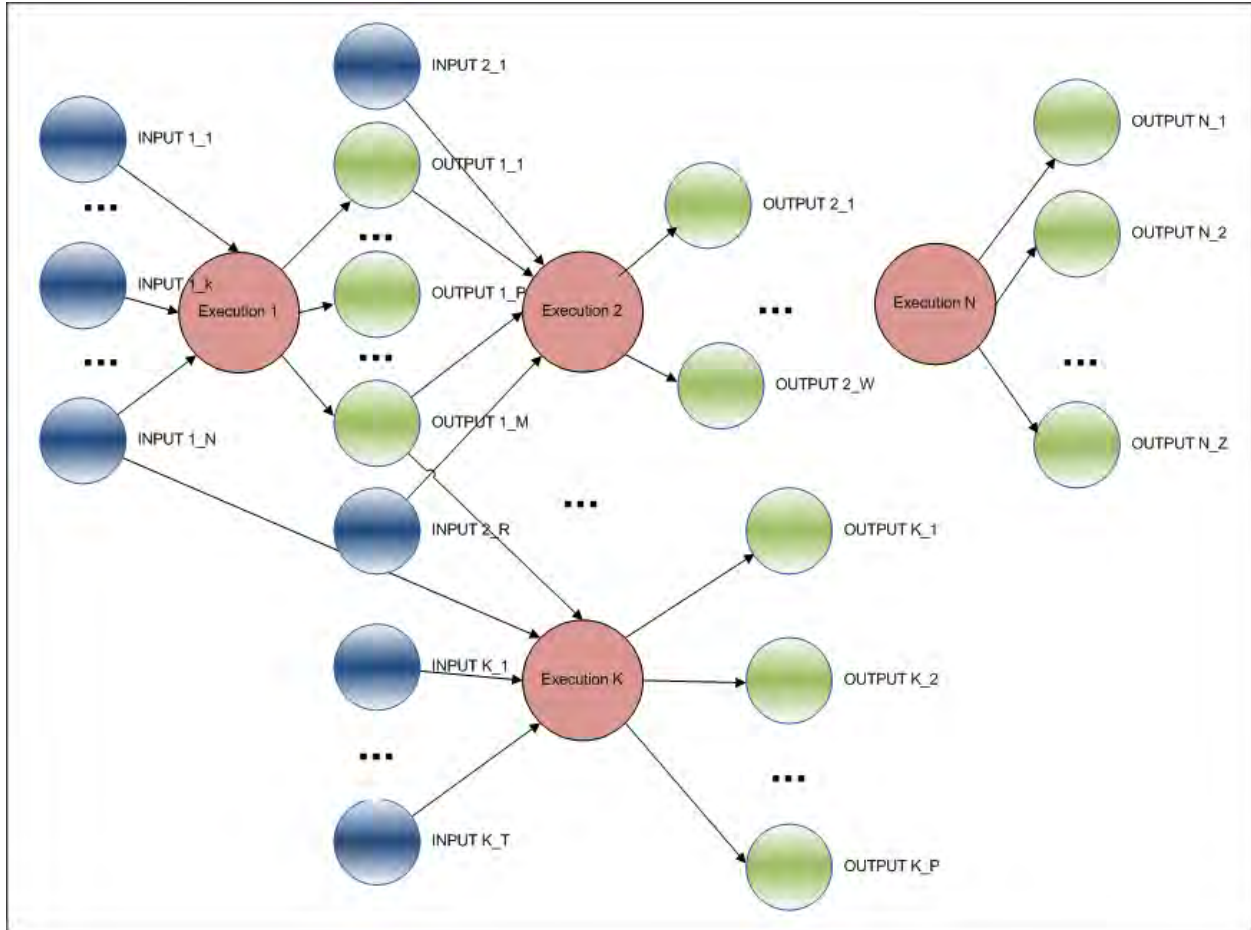 INPUT 2_1
OUTPUT N_1
INPUT 1_1
OUTPUT 1_1
OUTPUT 2_1
OUTPUT N_2
...
...
INPUT 1_k
OUTPUT 1_P
Execution 1
Execution 2
...
Execution N
...
...
...
OUTPUT 2_W
INPUT 1_N
OUTPUT 1_M
OUTPUT N_Z
...
INPUT 2_R
OUTPUT K_1
INPUT K_1
Execution K
OUTPUT K_2
...
...
INPUT K_T
OUTPUT K_P